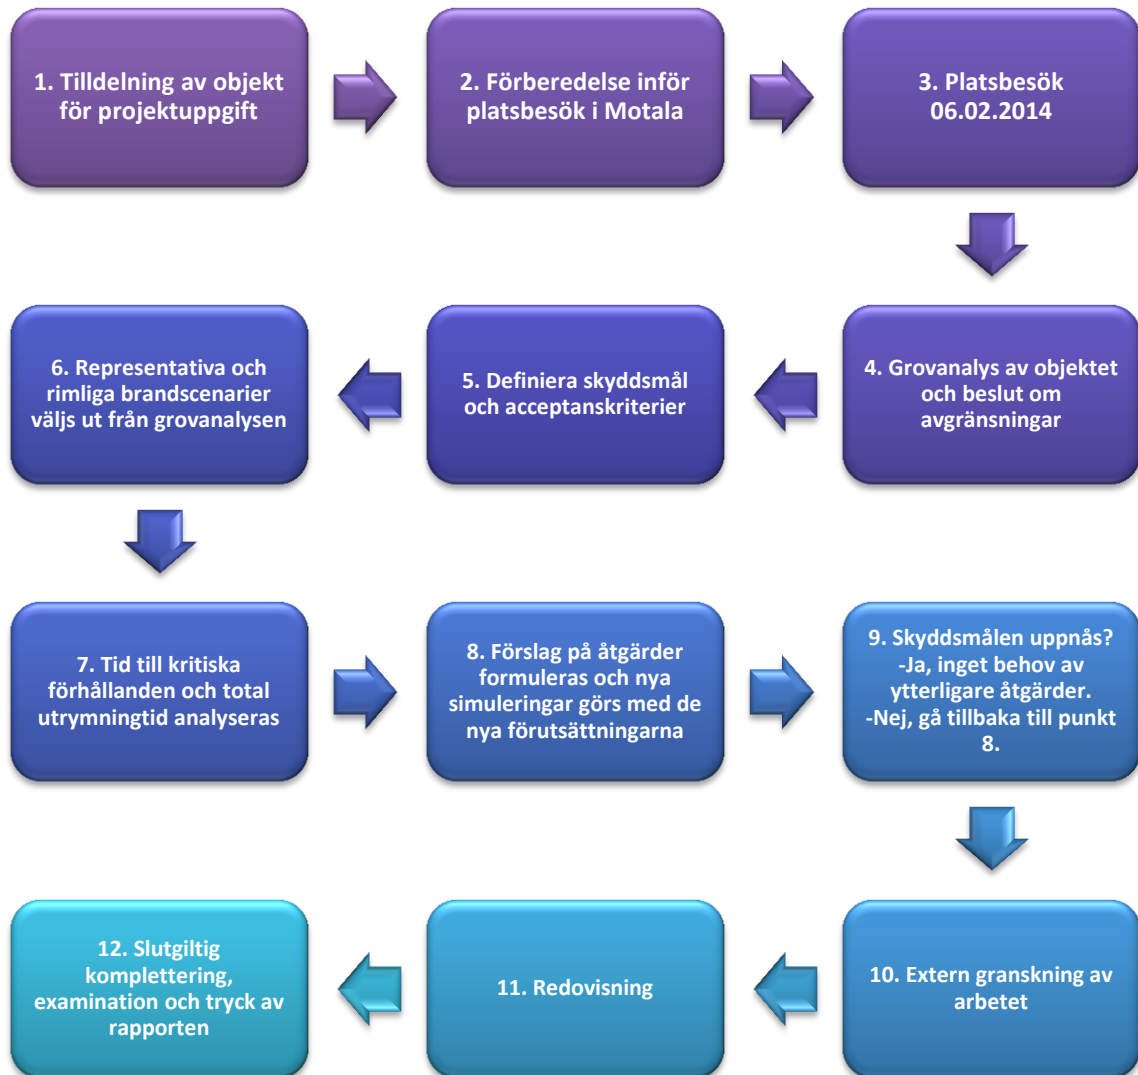 1. Tilldelning av objekt
för projektuppgift
2. Förberedelse inför
platsbesök i Motala
3. Platsbesök
06.02.2014
4. Grovanalys av objektet
och beslut om
avgränsningar
5. Definiera skyddsmål
och acceptanskriterier
6. Representativa och
rimliga brandscenarier
väljs ut från grovanalysen
7. Tid till kritiska
förhållanden och total
utrymningtid analyseras
8. Förslag på åtgärder
formuleras och nya
simuleringar görs med de
nya förutsättningarna
9. Skyddsmålen uppnås?
-Ja, inget behov av
ytterligare åtgärder.
-Nej, gå tillbaka till punkt
8.
10. Extern granskning av
arbetet
11. Redovisning
12. Slutgiltig
komplettering,
examination och tryck av
rapporten